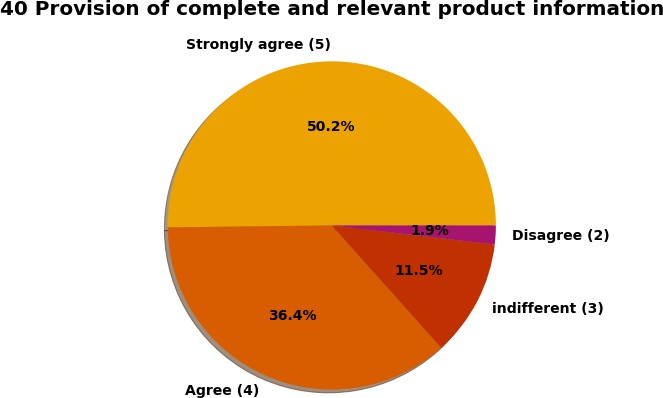 40 Provision of complete and relevant product information
Strongly agree (5)
50.2%
1.9%
Disagree (2)
11.5%
indifferent (3)
36.4%
Agree (4)